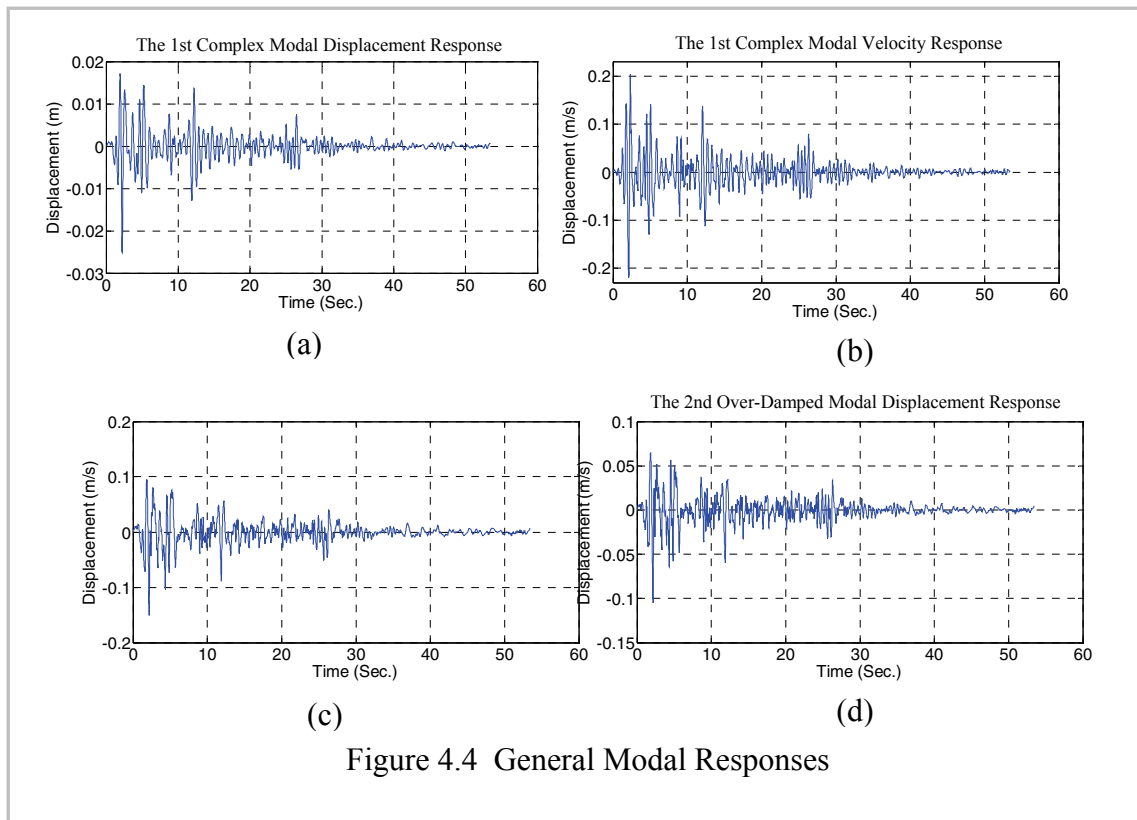 The 1st Complex Modal Displacement Response
0.02
0.01
0
-0.01
-0.02
-0.03
Displacement (m)
0 10 20 30 40 50 60
Time (Sec.)
(a)
The 1st Complex Modal Velocity Response
0.2
0.1
0
-0.1
-0.2
Displacement (m/s)
0 10 20 30 40 50 60
Time (Sec.)
(b)
0.2
0.1
0
-0.1
-0.2
Displacement (m/s)
0 10 20 30 40 50 60
Time (Sec.)
(c)
The 2nd Over-Damped Modal Displacement Response
0.1
0.05
0
-0.05
-0.1
-0.15
Displacement (m/s)
0 10 20 30 40 50 60
Time (Sec.)
(d)
Figure 4.4 General Modal Responses